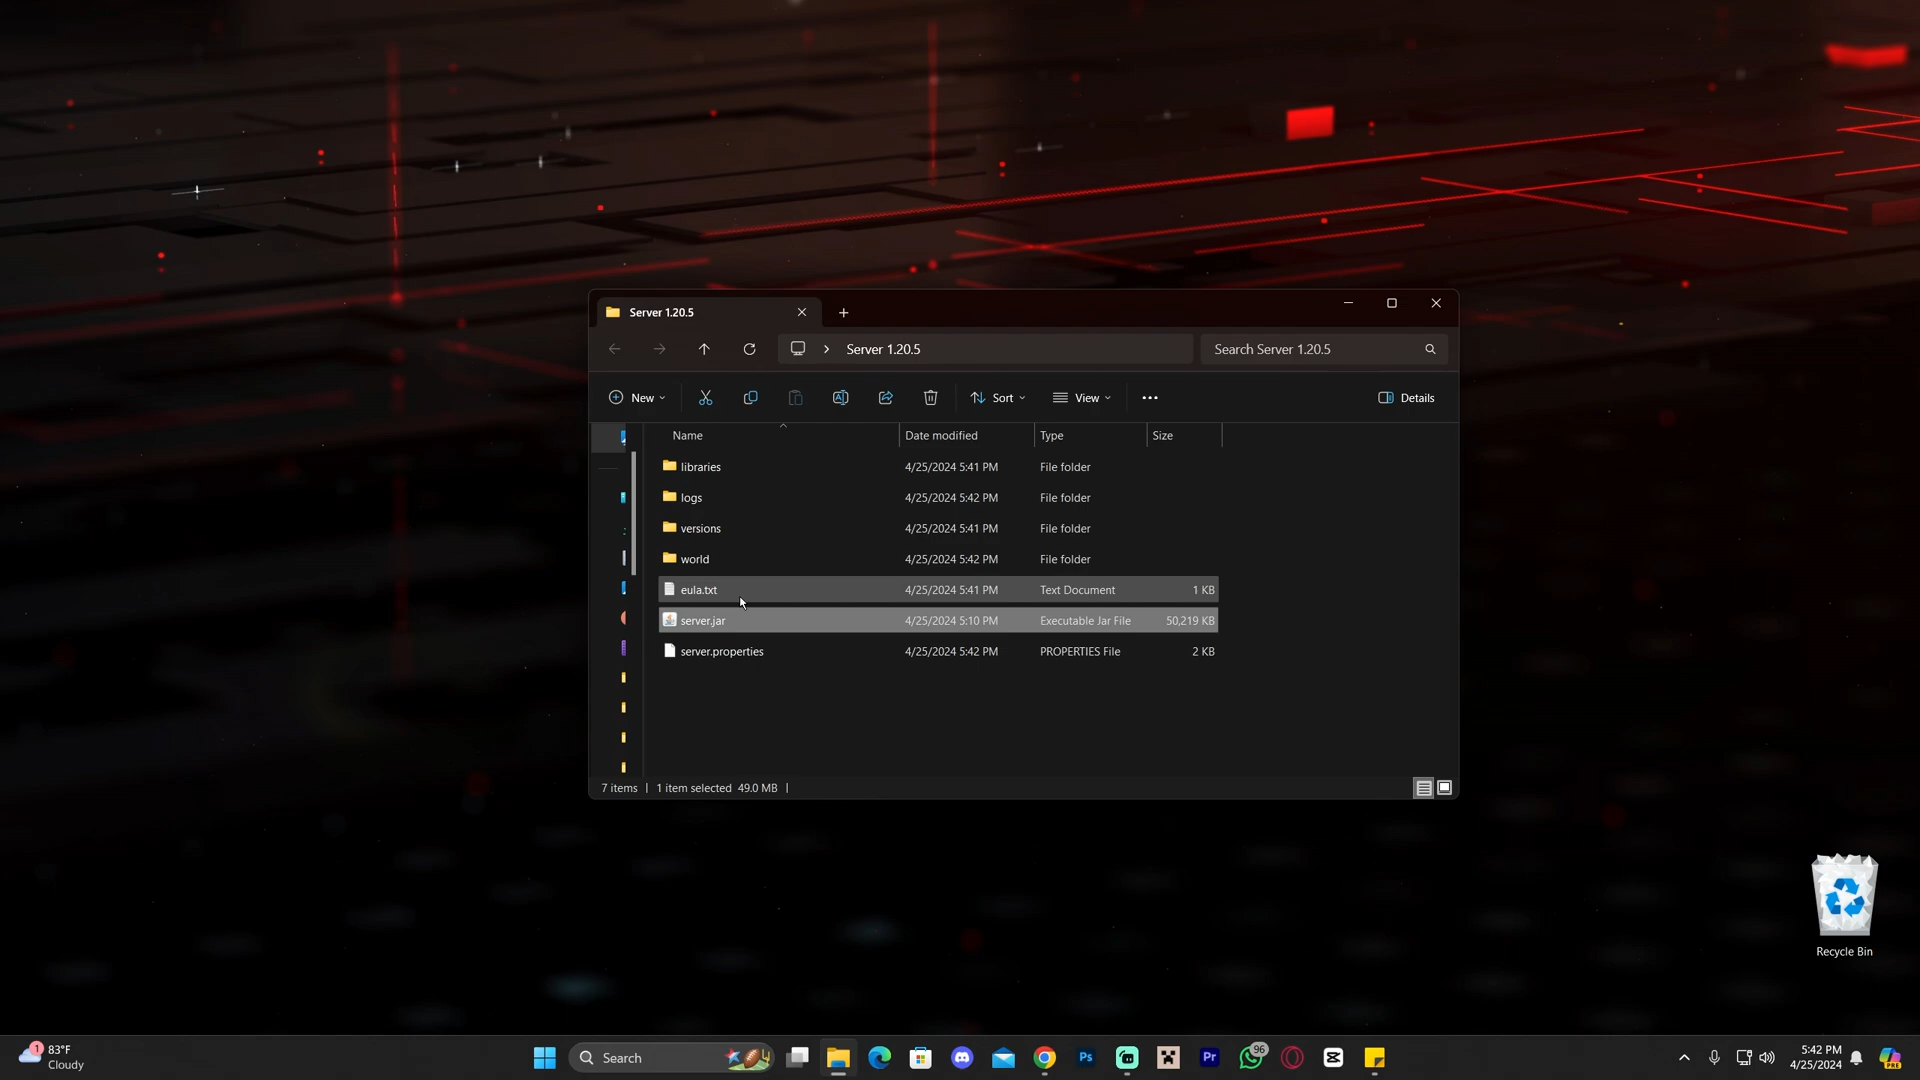 Server 1.20.5
Server 1.20.5
Search Server 1.20.5
New
Sort
View
Details
Name Date modified Type Size
libraries 4/25/2024 5:41 PM File folder
logs 4/25/2024 5:42 PM File folder
versions 4/25/2024 5:41 PM File folder
world 4/25/2024 5:42 PM File folder
eula.txt 4/25/2024 5:41 PM Text Document 1 KB
server.jar 4/25/2024 5:10 PM Executable Jar File 50,219 KB
server.properties 4/25/2024 5:42 PM PROPERTIES File 2 KB
7 items 1 item selected 49.0 MB
Recycle Bin
1
83°F
Cloudy
Search
Ps
Pr
96
5:42 PM
4/25/2024
PRE